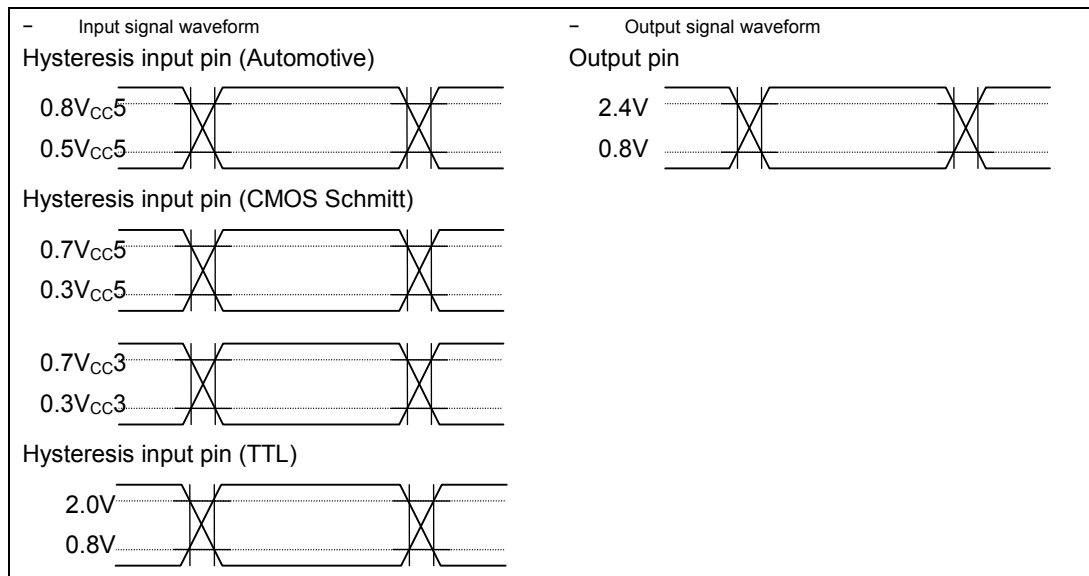 − Input signal waveform
Hysteresis input pin (Automotive)
0.8VCC5
0.5VCC5
Hysteresis input pin (CMOS Schmitt)
0.7VCC5
0.3VCC5
0.7VCC3
0.3VCC3
Hysteresis input pin (TTL)
2.0V
0.8V
− Output signal waveform
Output pin
2.4V
0.8V